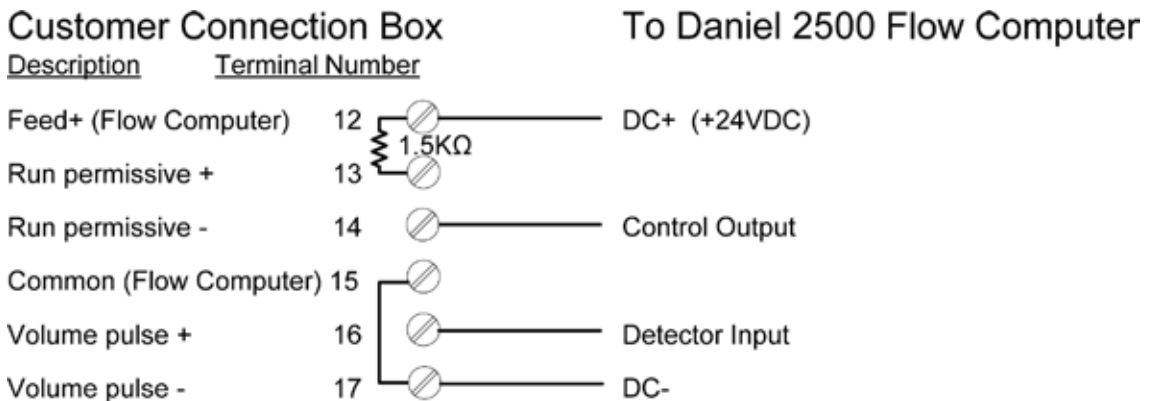 Customer Connection Box To Daniel 2500 Flow Computer
Description Terminal Number
Feed+ (Flow Computer) 12 DC+ (+24VDC)
1.5KΩ
Run permissive + 13
Run permissive - 14 Control Output
Common (Flow Computer) 15
Volume pulse + 16 Detector Input
Volume pulse - 17 DC-